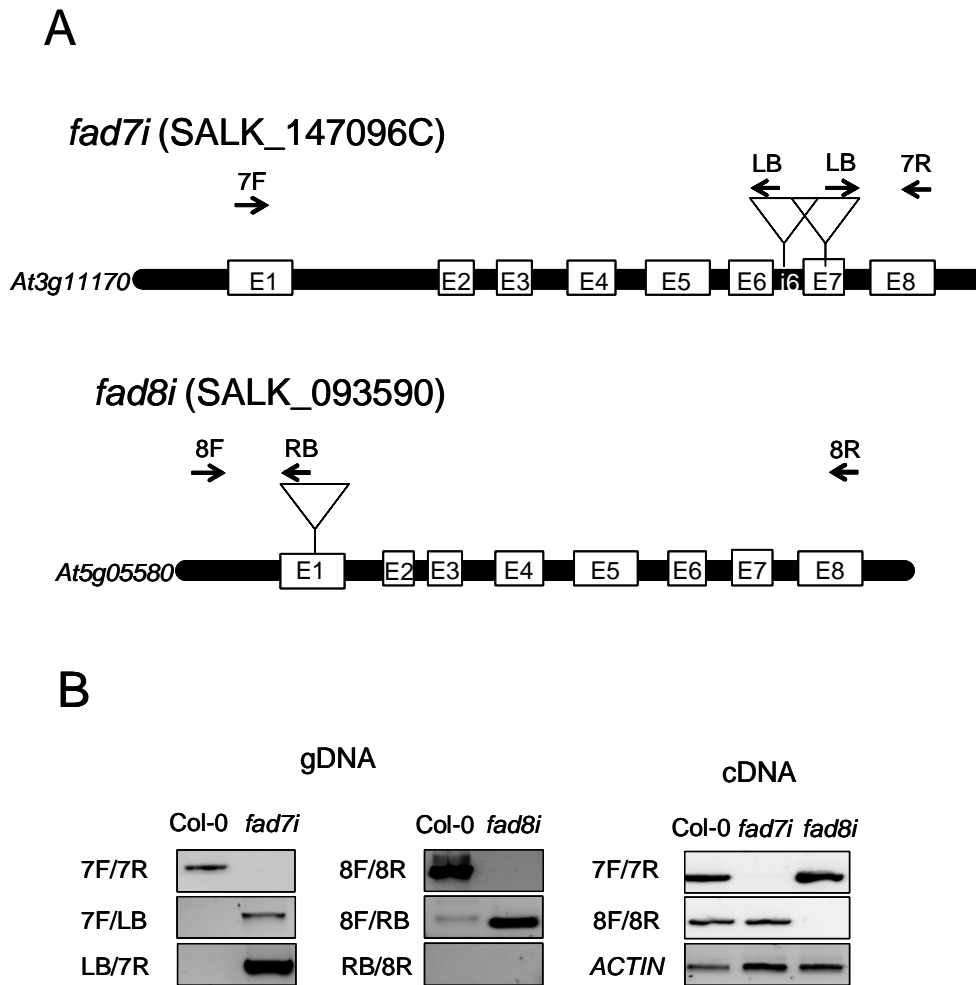 A
fad7i (SALK_147096C)
7F LB LB 7R
At3g11170 E1 E2 E3 E4 E5 E6 i6 E7 E8
fad8i (SALK_093590)
8F RB 8R
At5g05580 E1 E2 E3 E4 E5 E6 E7 E8
B
gDNA cDNA
Col-0 fad7i Col-0 fad8i Col-0 fad7i fad8i
7F/7R 8F/8R 7F/7R
7F/LB 8F/RB 8F/8R
LB/7R RB/8R ACTIN